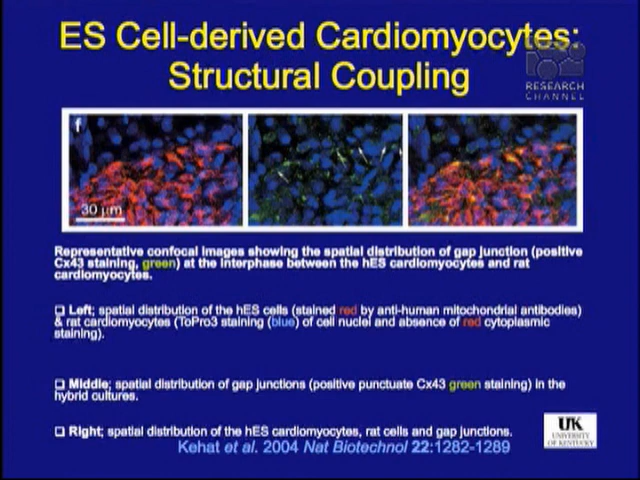 ES Cell-derived Cardiomyocytes:
Structural Coupling
RESEARCH
CHANNEL
f
30 µm
Representative confocal images showing the spatial distribution of gap junction (positive
Cx43 staining, green) at the interphase between the hES cardiomyocytes and rat
cardiomyocytes.
❑ Left; spatial distribution of the hES cells (stained red by anti-human mitochondrial antibodies)
& rat cardiomyocytes (ToPro3 staining (blue) of cell nuclei and absence of red cytoplasmic
staining).
❑ Middle; spatial distribution of gap junctions (positive punctuate Cx43 green staining) in the
hybrid cultures.
❑ Right; spatial distribution of the hES cardiomyocytes, rat cells and gap junctions.
Kehat et al. 2004 Nat Biotechnol 22:1282-1289
UK
UNIVERSITY
OF KENTUCKY